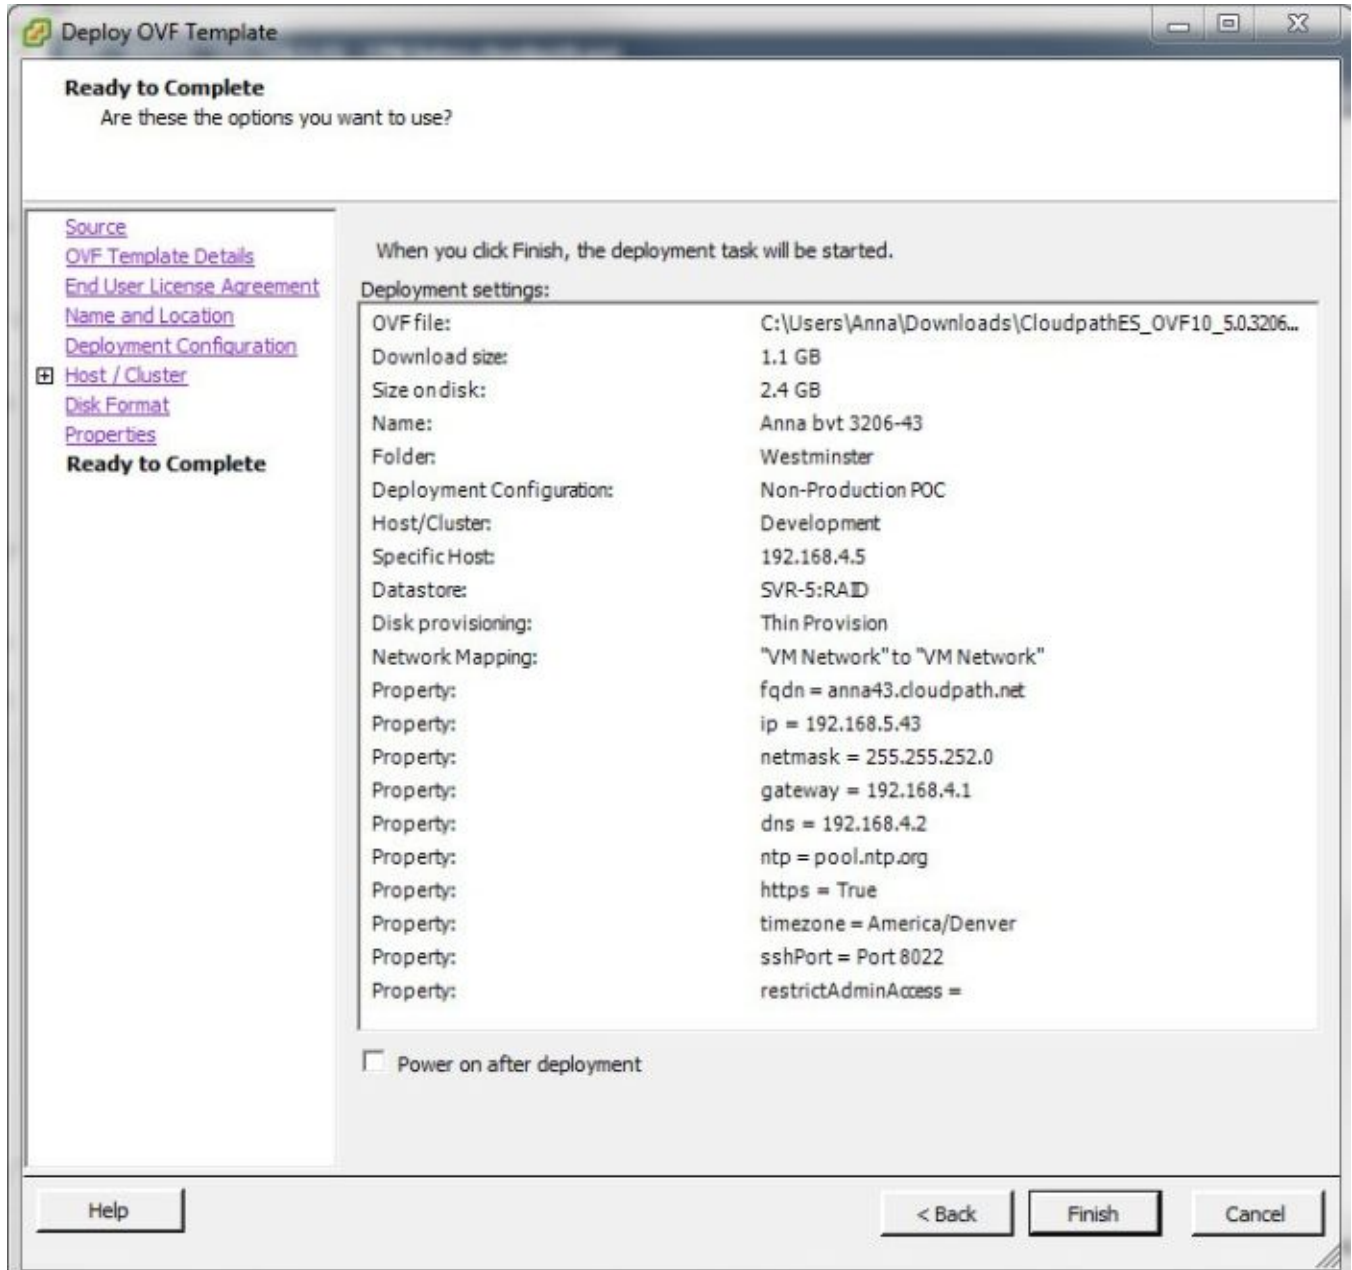 Deploy OVF Template
Ready to Complete
Are these the options you want to use?
Source
OVF Template Details
End User License Agreement
Name and Location
Deployment Configuration
Host / Cluster
Disk Format
Properties
Ready to Complete
When you click Finish, the deployment task will be started.
Deployment settings:
OVF file: C:\Users\Anna\Downloads\CloudpathES_OVF10_5.0.3206...
Download size: 1.1 GB
Size on disk: 2.4 GB
Name: Anna bvt 3206-43
Folder: Westminster
Deployment Configuration: Non-Production POC
Host/Cluster: Development
Specific Host: 192.168.4.5
Datastore: SVR-5:RAID
Disk provisioning: Thin Provision
Network Mapping: "VM Network" to "VM Network"
Property: fqdn = anna43.cloudpath.net
Property: ip = 192.168.5.43
Property: netmask = 255.255.252.0
Property: gateway = 192.168.4.1
Property: dns = 192.168.4.2
Property: ntp = pool.ntp.org
Property: https = True
Property: timezone = America/Denver
Property: sshPort = Port 8022
Property: restrictAdminAccess =
Power on after deployment
Help
< Back
Finish
Cancel